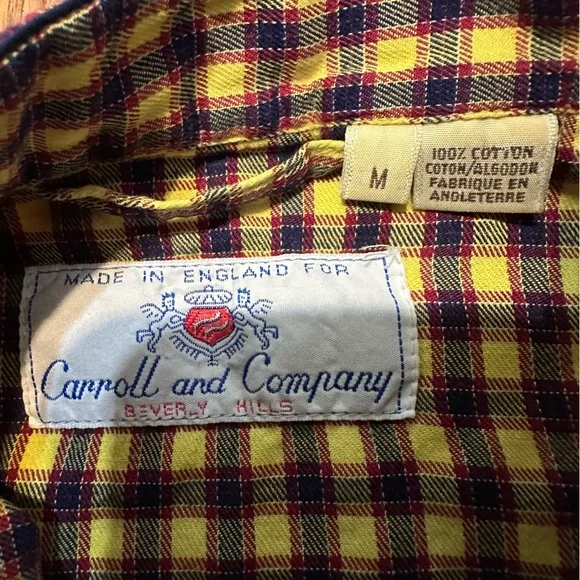 M
100% COTTON
COTON/ALGODON
FABRIQUE EN
ANGLETERRE
MADE IN ENGLAND FOR
Carroll and Company
BEVERLY HILLS